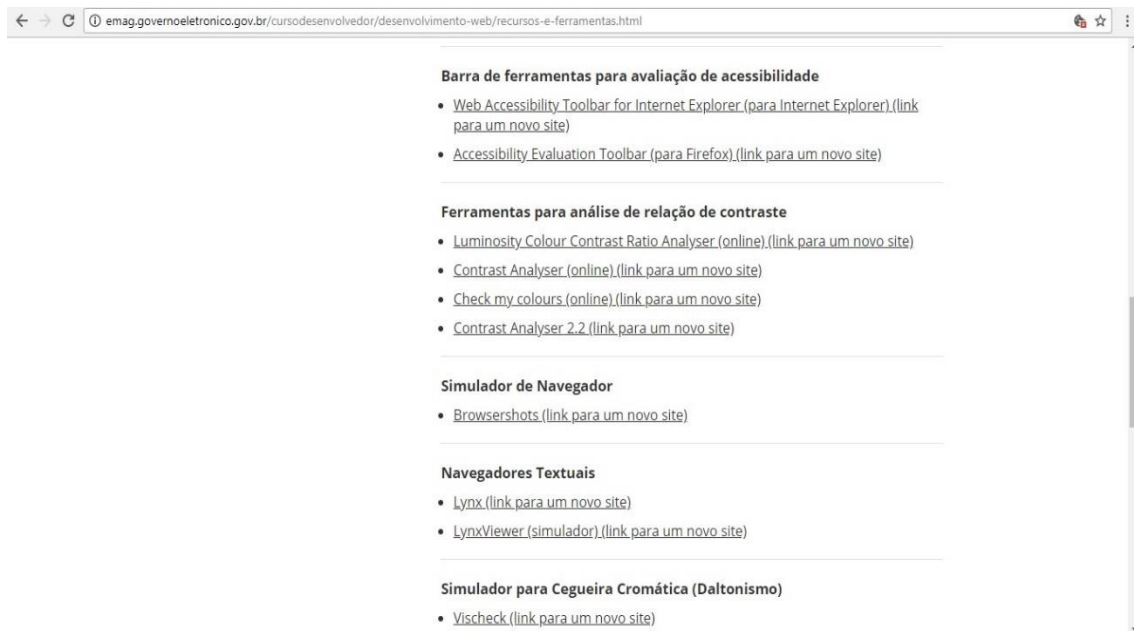 emag.governoeletronico.gov.br/cursodesenvolvedor/desenvolvimento-web/recursos-e-ferramentas.html
Barra de ferramentas para avaliação de acessibilidade
Web Accessibility Toolbar for Internet Explorer (para Internet Explorer) (link
para um novo site)
Accessibility Evaluation Toolbar (para Firefox) (link para um novo site)
Ferramentas para análise de relação de contraste
Luminosity Colour Contrast Ratio Analyser (online) (link para um novo site)
Contrast Analyser (online) (link para um novo site)
Check my colours (online) (link para um novo site)
Contrast Analyser 2.2 (link para um novo site)
Simulador de Navegador
Browsershots (link para um novo site)
Navegadores Textuais
Lynx (link para um novo site)
LynxViewer (simulador) (link para um novo site)
Simulador para Cegueira Cromática (Daltonismo)
Vischeck (link para um novo site)